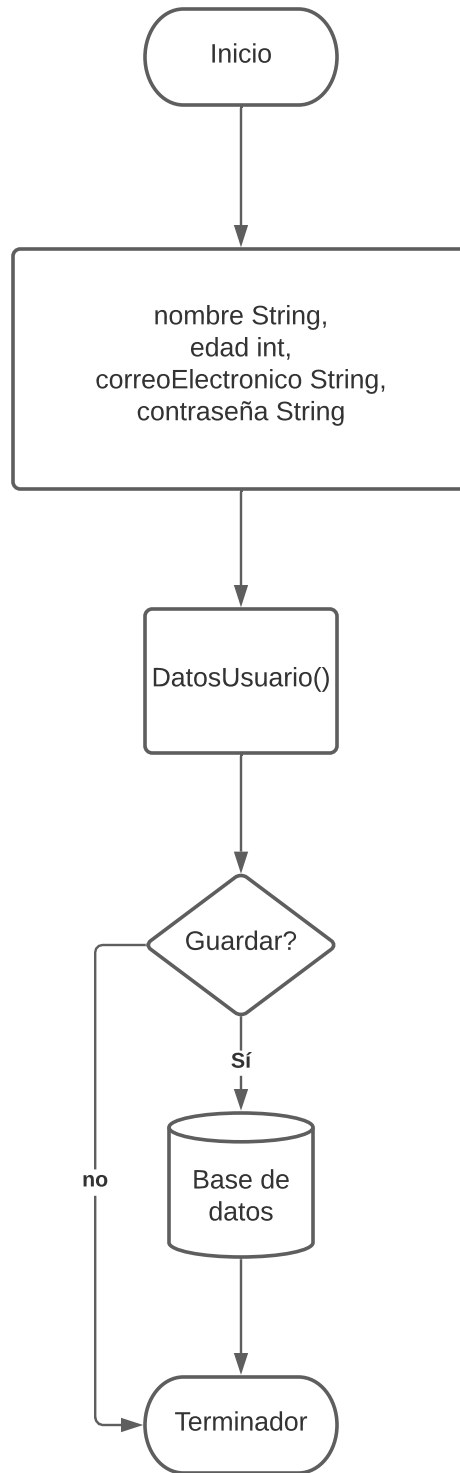 Inicio
nombre String,
edad int,
correoElectronico String,
contraseña String
DatosUsuario()
Guardar?
Sí
no
Base de
datos
Terminador